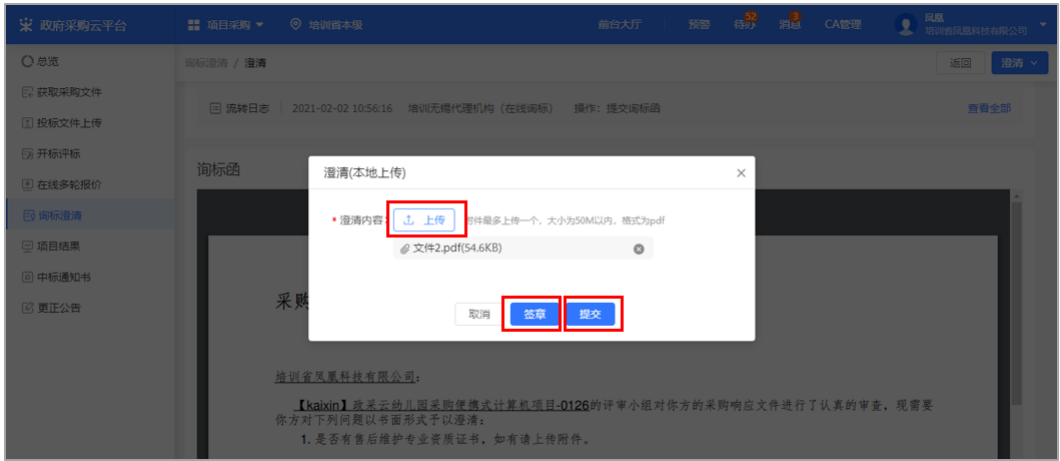 政府采购云平台
项目采购
培训省本级
前台大厅
预警
待办
52
消息
3
CA管理
凤凰
培训省凤凰科技有限公司
总览
获取采购文件
投标文件上传
开标评标
在线多轮报价
询标澄清
项目结果
中标通知书
更正公告
询标澄清 / 澄清
返回
澄清
流转日志 2021-02-02 10:56:16 培训无锡代理机构（在线询标） 操作：提交询标函
查看全部
询标函
澄清(本地上传)
* 澄清内容：
上传
附件最多上传一个，大小为50M以内，格式为pdf
文件2.pdf(54.6KB)
取消
签章
提交
采购
培训省凤凰科技有限公司：
【kaixin】政采云幼儿园采购便携式计算机项目-0126的评审小组对你方的采购响应文件进行了认真的审查，现需要
你方对下列问题以书面形式予以澄清：
1. 是否有售后维护专业资质证书，如有请上传附件。